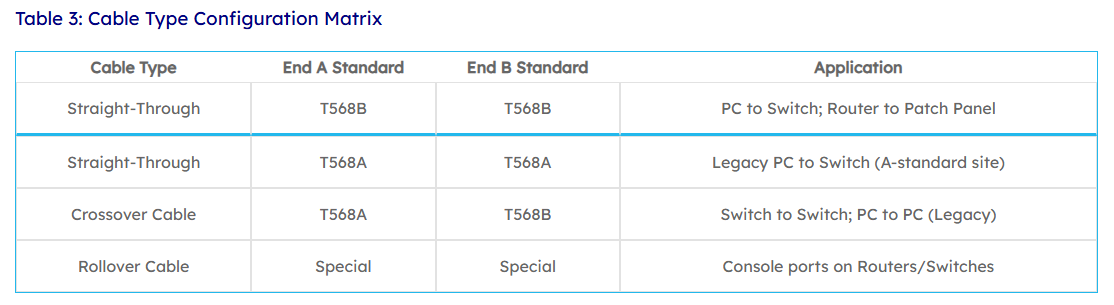 Table 3: Cable Type Configuration Matrix
Cable Type End A Standard End B Standard Application
Straight-Through T568B T568B PC to Switch; Router to Patch Panel
Straight-Through T568A T568A Legacy PC to Switch (A-standard site)
Crossover Cable T568A T568B Switch to Switch; PC to PC (Legacy)
Rollover Cable Special Special Console ports on Routers/Switches